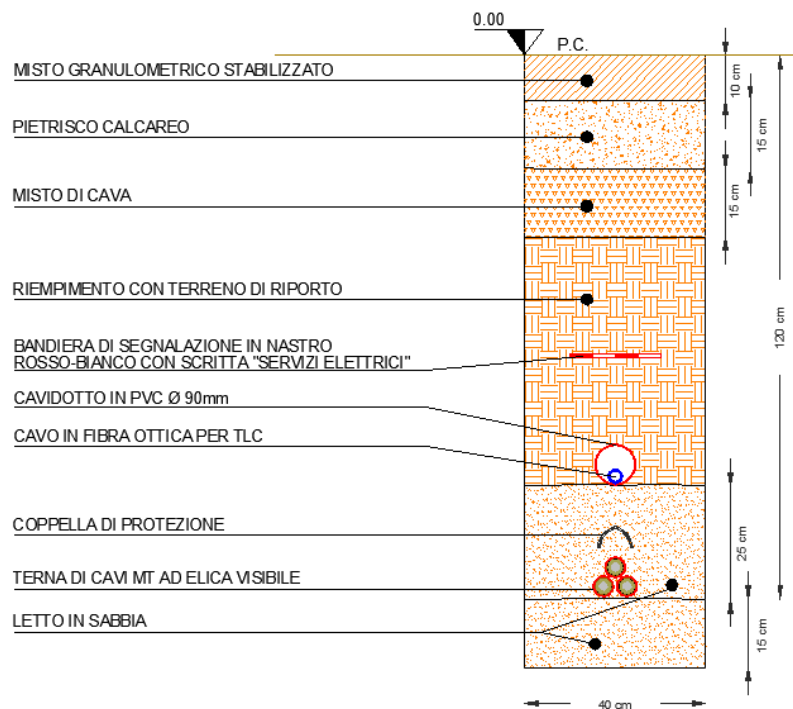 0.00
P.C.
MISTO GRANULOMETRICO STABILIZZATO
PIETRISCO CALCAREO
MISTO DI CAVA
RIEMPIMENTO CON TERRENO DI RIPORTO
BANDIERA DI SEGNALAZIONE IN NASTRO
ROSSO-BIANCO CON SCRITTA "SERVIZI ELETTRICI"
CAVIDOTTO IN PVC Ø 90mm
CAVO IN FIBRA OTTICA PER TLC
COPPELLA DI PROTEZIONE
TERNA DI CAVI MT AD ELICA VISIBILE
LETTO IN SABBIA
10 cm
15 cm
15 cm
120 cm
25 cm
15 cm
40 cm